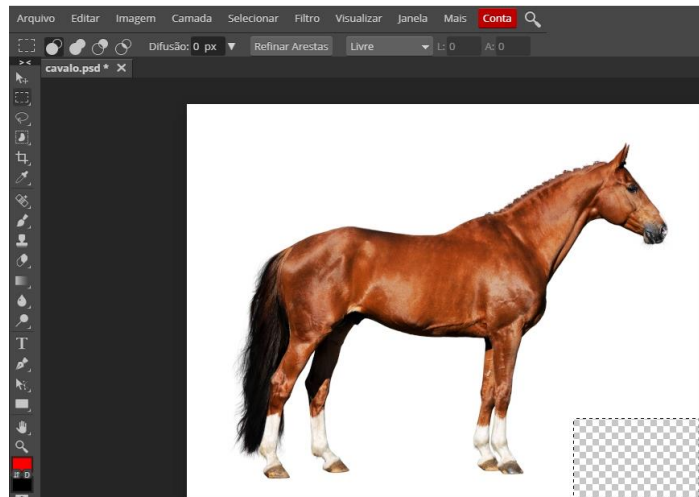 Arquivo Editar Imagem Camada Selecionar Filtro Visualizar Janela Mais Conta
Difusão: 0 px ▼ Refinar Arestas Livre L: 0 A: 0
> < cavalo.psd * X
T
D